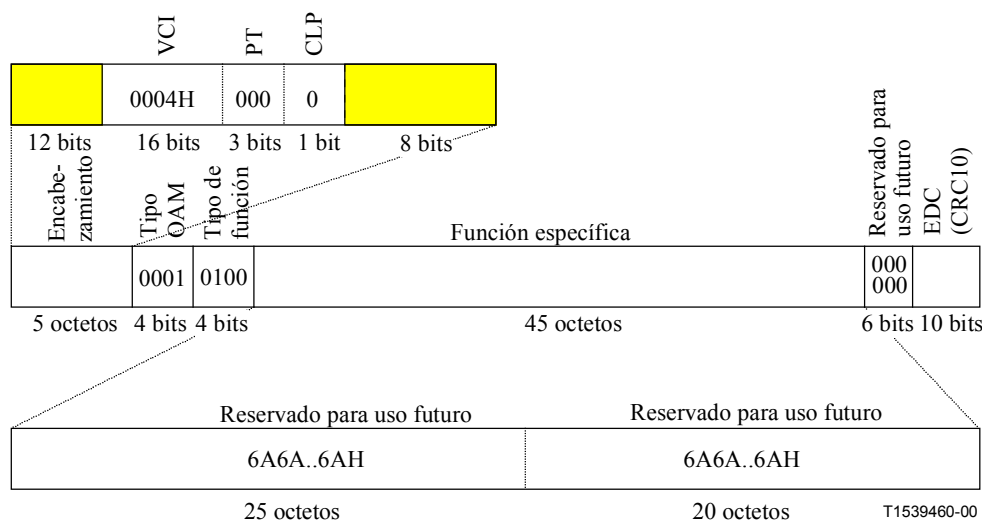 VCI PT CLP
0004H 000 0
12 bits 16 bits 3 bits 1 bit 8 bits
Encabe-
zamiento
Tipo
OAM
Tipo de
función
Función específica
Reservado para
uso futuro
EDC
(CRC10)
0001 0100
000
000
5 octetos 4 bits 4 bits 45 octetos 6 bits 10 bits
Reservado para uso futuro Reservado para uso futuro
6A6A..6AH 6A6A..6AH
25 octetos 20 octetos T1539460-00